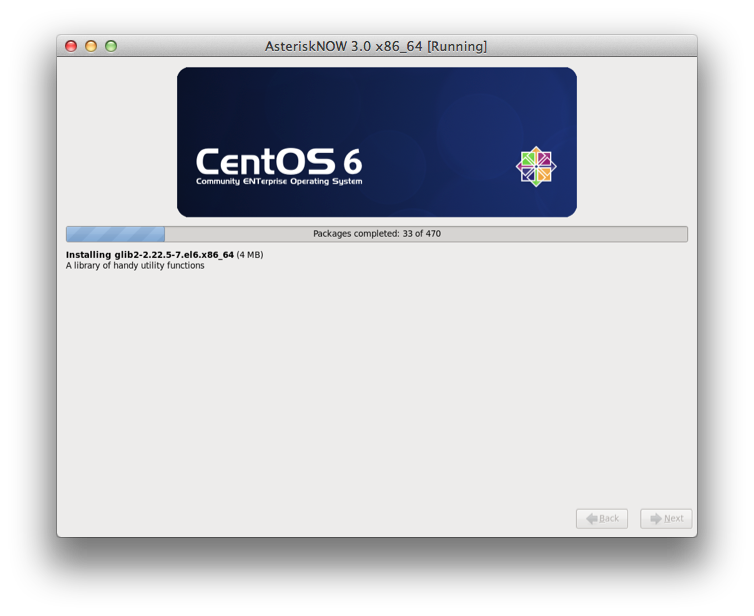 AsteriskNOW 3.0 x86_64 [Running]
CentOS 6
Community ENTerprise Operating System
Packages completed: 33 of 470
Installing glib2-2.22.5-7.el6.x86_64 (4 MB)
A library of handy utility functions
Back Next